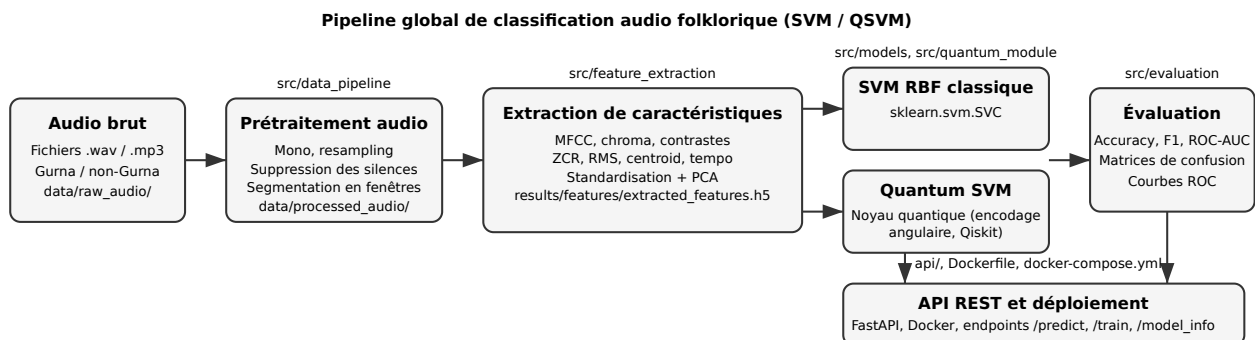 Pipeline global de classification audio folklorique (SVM / QSVM)
src/data_pipeline
src/feature_extraction
src/models, src/quantum_module
src/evaluation
Audio brut
Fichiers .wav / .mp3
Gurna / non-Gurna
data/raw_audio/
Prétraitement audio
Mono, resampling
Suppression des silences
Segmentation en fenêtres
data/processed_audio/
Extraction de caractéristiques
MFCC, chroma, contrastes
ZCR, RMS, centroid, tempo
Standardisation + PCA
results/features/extracted_features.h5
SVM RBF classique
sklearn.svm.SVC
Quantum SVM
Noyau quantique (encodage
angulaire, Qiskit)
Évaluation
Accuracy, F1, ROC-AUC
Matrices de confusion
Courbes ROC
api/, Dockerfile, docker-compose.yml
API REST et déploiement
FastAPI, Docker, endpoints /predict, /train, /model_info